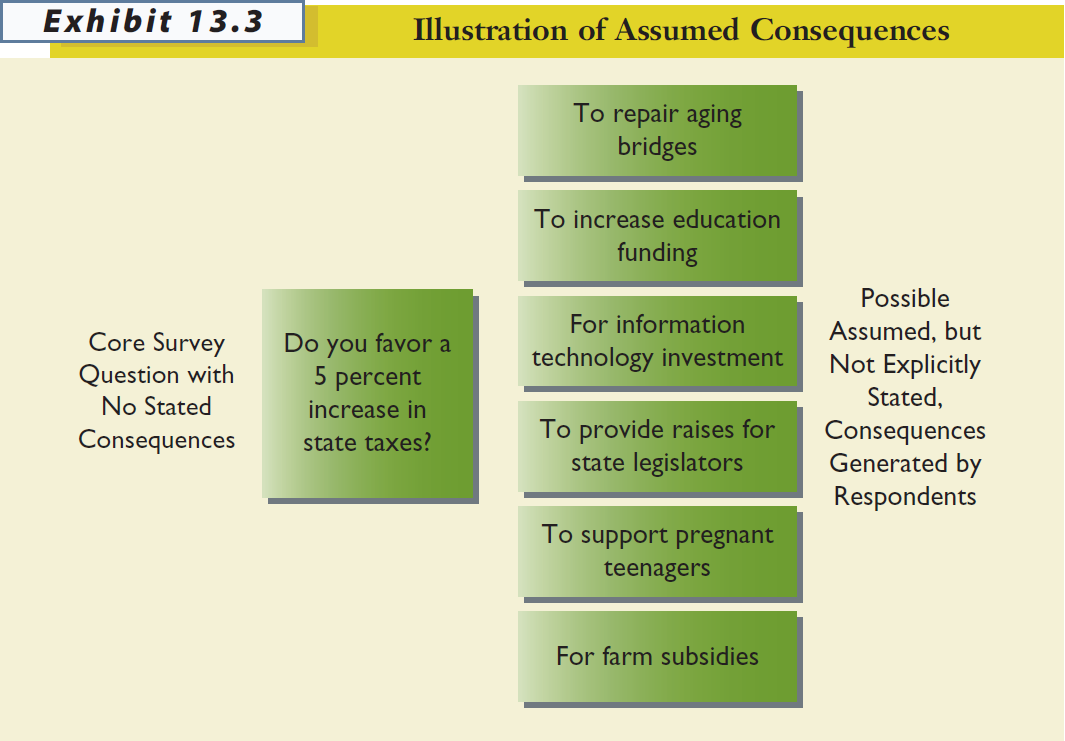 Exhibit 13.3
Illustration of Assumed Consequences
Core Survey
Question with
No Stated
Consequences
Do you favor a
5 percent
increase in
state taxes?
To repair aging
bridges
To increase education
funding
For information
technology investment
To provide raises for
state legislators
To support pregnant
teenagers
For farm subsidies
Possible
Assumed, but
Not Explicitly
Stated,
Consequences
Generated by
Respondents